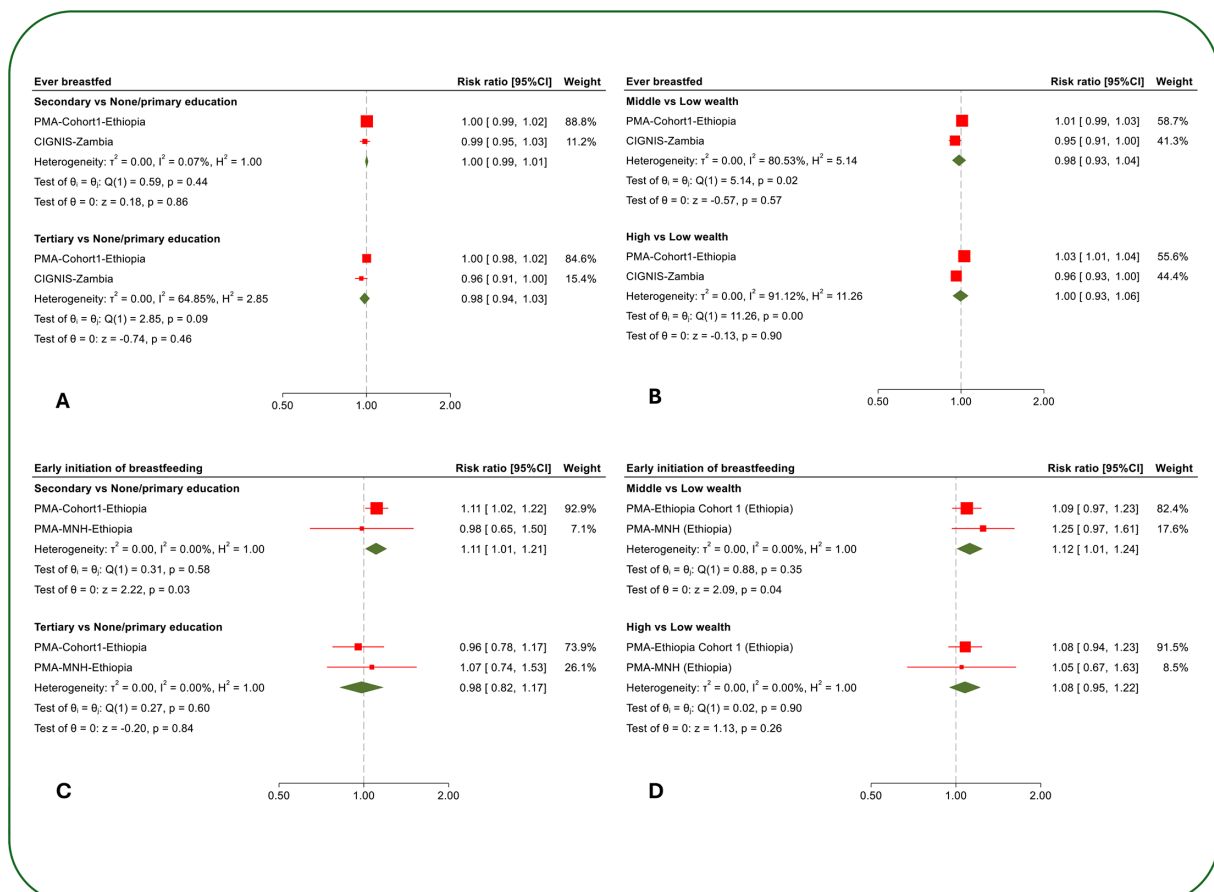 Ever breastfed Risk ratio [95%CI] Weight
Secondary vs None/primary education
PMA-Cohort1-Ethiopia 1.00 [ 0.99, 1.02] 88.8%
CIGNIS-Zambia 0.99 [ 0.95, 1.03] 11.2%
Heterogeneity: τ² = 0.00, I² = 0.07%, H² = 1.00 1.00 [ 0.99, 1.01]
Test of θᵢ = θⱼ: Q(1) = 0.59, p = 0.44
Test of θ = 0: z = 0.18, p = 0.86
Tertiary vs None/primary education
PMA-Cohort1-Ethiopia 1.00 [ 0.98, 1.02] 84.6%
CIGNIS-Zambia 0.96 [ 0.91, 1.00] 15.4%
Heterogeneity: τ² = 0.00, I² = 64.85%, H² = 2.85 0.98 [ 0.94, 1.03]
Test of θᵢ = θⱼ: Q(1) = 2.85, p = 0.09
Test of θ = 0: z = -0.74, p = 0.46
A
0.50 1.00 2.00
Ever breastfed Risk ratio [95%CI] Weight
Middle vs Low wealth
PMA-Cohort1-Ethiopia 1.01 [ 0.99, 1.03] 58.7%
CIGNIS-Zambia 0.95 [ 0.91, 1.00] 41.3%
Heterogeneity: τ² = 0.00, I² = 80.53%, H² = 5.14 0.98 [ 0.93, 1.04]
Test of θᵢ = θⱼ: Q(1) = 5.14, p = 0.02
Test of θ = 0: z = -0.57, p = 0.57
High vs Low wealth
PMA-Cohort1-Ethiopia 1.03 [ 1.01, 1.04] 55.6%
CIGNIS-Zambia 0.96 [ 0.93, 1.00] 44.4%
Heterogeneity: τ² = 0.00, I² = 91.12%, H² = 11.26 1.00 [ 0.93, 1.06]
Test of θᵢ = θⱼ: Q(1) = 11.26, p = 0.00
Test of θ = 0: z = -0.13, p = 0.90
B
0.50 1.00 2.00
Early initiation of breastfeeding Risk ratio [95%CI] Weight
Secondary vs None/primary education
PMA-Cohort1-Ethiopia 1.11 [ 1.02, 1.22] 92.9%
PMA-MNH-Ethiopia 0.98 [ 0.65, 1.50] 7.1%
Heterogeneity: τ² = 0.00, I² = 0.00%, H² = 1.00 1.11 [ 1.01, 1.21]
Test of θᵢ = θⱼ: Q(1) = 0.31, p = 0.58
Test of θ = 0: z = 2.22, p = 0.03
Tertiary vs None/primary education
PMA-Cohort1-Ethiopia 0.96 [ 0.78, 1.17] 73.9%
PMA-MNH-Ethiopia 1.07 [ 0.74, 1.53] 26.1%
Heterogeneity: τ² = 0.00, I² = 0.00%, H² = 1.00 0.98 [ 0.82, 1.17]
Test of θᵢ = θⱼ: Q(1) = 0.27, p = 0.60
Test of θ = 0: z = -0.20, p = 0.84
C
0.50 1.00 2.00
Early initiation of breastfeeding Risk ratio [95%CI] Weight
Middle vs Low wealth
PMA-Ethiopia Cohort 1 (Ethiopia) 1.09 [ 0.97, 1.23] 82.4%
PMA-MNH (Ethiopia) 1.25 [ 0.97, 1.61] 17.6%
Heterogeneity: τ² = 0.00, I² = 0.00%, H² = 1.00 1.12 [ 1.01, 1.24]
Test of θᵢ = θⱼ: Q(1) = 0.88, p = 0.35
Test of θ = 0: z = 2.09, p = 0.04
High vs Low wealth
PMA-Ethiopia Cohort 1 (Ethiopia) 1.08 [ 0.94, 1.23] 91.5%
PMA-MNH (Ethiopia) 1.05 [ 0.67, 1.63] 8.5%
Heterogeneity: τ² = 0.00, I² = 0.00%, H² = 1.00 1.08 [ 0.95, 1.22]
Test of θᵢ = θⱼ: Q(1) = 0.02, p = 0.90
Test of θ = 0: z = 1.13, p = 0.26
D
0.50 1.00 2.00